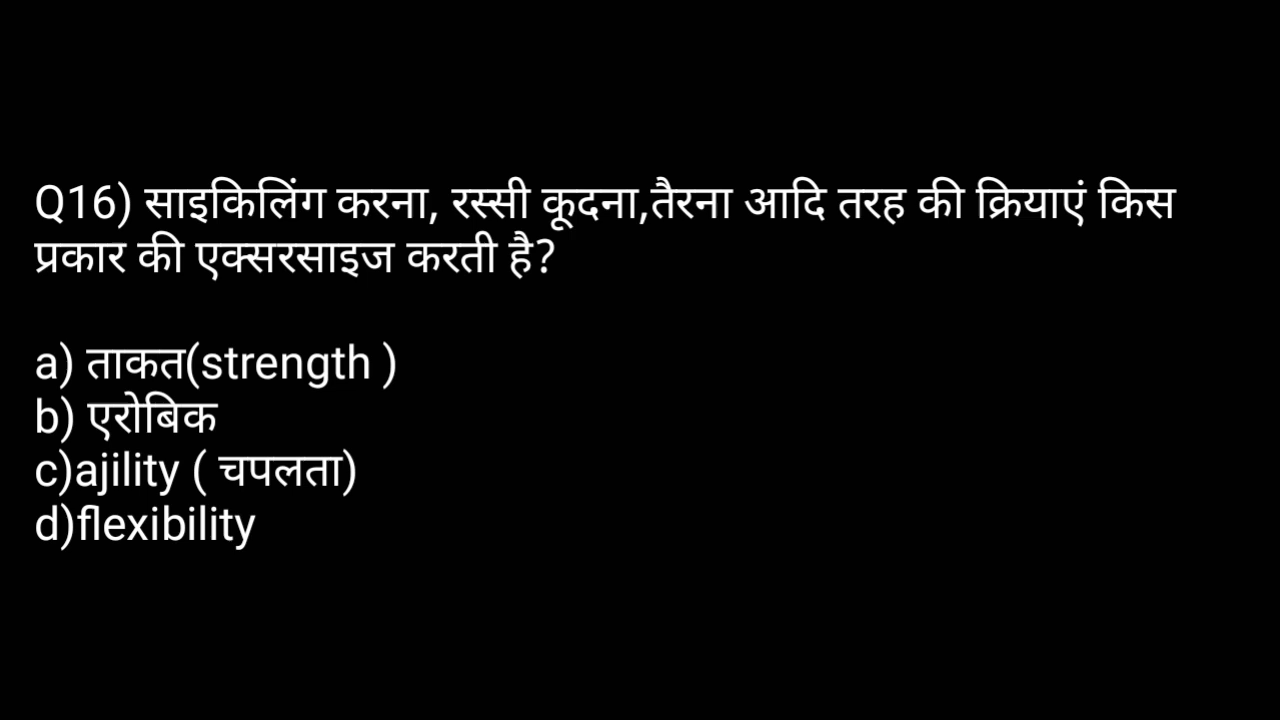 Q16) साइकिलिंग करना, रस्सी कूदना,तैरना आदि तरह की क्रियाएं किस
प्रकार की एक्सरसाइज करती है?
a) ताकत(strength )
b) एरोबिक
c)ajility ( चपलता)
d)flexibility